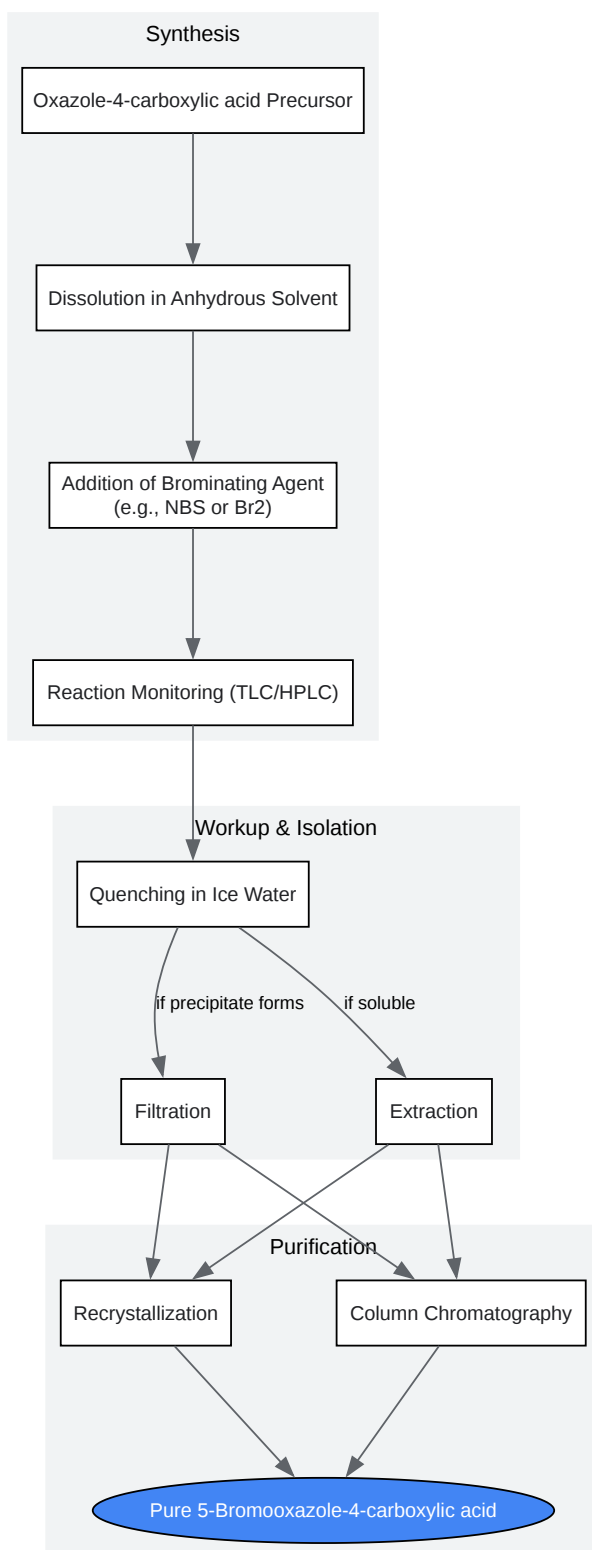 Synthesis
Oxazole-4-carboxylic acid Precursor
Dissolution in Anhydrous Solvent
Addition of Brominating Agent
(e.g., NBS or Br2)
Reaction Monitoring (TLC/HPLC)
Workup & Isolation
Quenching in Ice Water
if precipitate forms
if soluble
Filtration
Extraction
Purification
Recrystallization
Column Chromatography
Pure 5-Bromooxazole-4-carboxylic acid